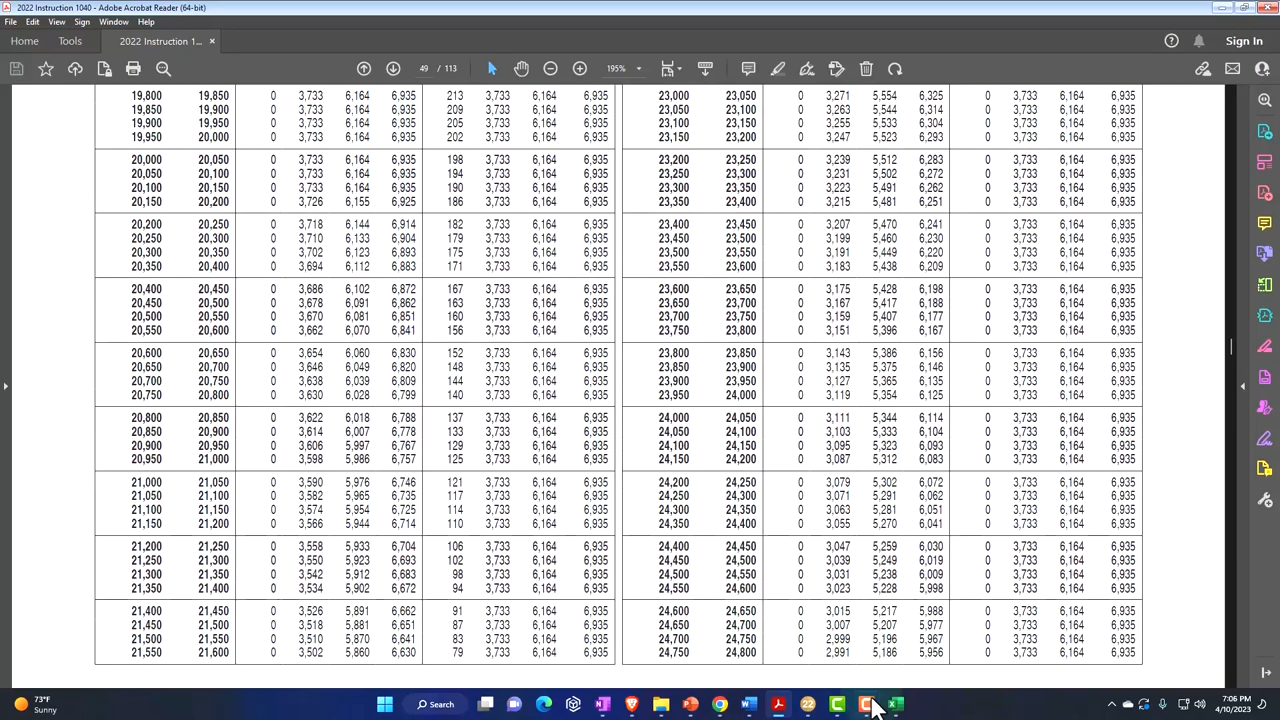 2022 Instruction 1040 - Adobe Acrobat Reader (64-bit)
File Edit View Sign Window Help
Home Tools 2022 Instruction 1... × Sign In
49 / 113 195%
19,800 19,850 0 3,733 6,164 6,935 213 3,733 6,164 6,935 23,000 23,050 0 3,271 5,554 6,325 0 3,733 6,164 6,935
19,850 19,900 0 3,733 6,164 6,935 209 3,733 6,164 6,935 23,050 23,100 0 3,263 5,544 6,314 0 3,733 6,164 6,935
19,900 19,950 0 3,733 6,164 6,935 205 3,733 6,164 6,935 23,100 23,150 0 3,255 5,533 6,304 0 3,733 6,164 6,935
19,950 20,000 0 3,733 6,164 6,935 202 3,733 6,164 6,935 23,150 23,200 0 3,247 5,523 6,293 0 3,733 6,164 6,935
20,000 20,050 0 3,733 6,164 6,935 198 3,733 6,164 6,935 23,200 23,250 0 3,239 5,512 6,283 0 3,733 6,164 6,935
20,050 20,100 0 3,733 6,164 6,935 194 3,733 6,164 6,935 23,250 23,300 0 3,231 5,502 6,272 0 3,733 6,164 6,935
20,100 20,150 0 3,733 6,164 6,935 190 3,733 6,164 6,935 23,300 23,350 0 3,223 5,491 6,262 0 3,733 6,164 6,935
20,150 20,200 0 3,726 6,155 6,925 186 3,733 6,164 6,935 23,350 23,400 0 3,215 5,481 6,251 0 3,733 6,164 6,935
20,200 20,250 0 3,718 6,144 6,914 182 3,733 6,164 6,935 23,400 23,450 0 3,207 5,470 6,241 0 3,733 6,164 6,935
20,250 20,300 0 3,710 6,133 6,904 179 3,733 6,164 6,935 23,450 23,500 0 3,199 5,460 6,230 0 3,733 6,164 6,935
20,300 20,350 0 3,702 6,123 6,893 175 3,733 6,164 6,935 23,500 23,550 0 3,191 5,449 6,220 0 3,733 6,164 6,935
20,350 20,400 0 3,694 6,112 6,883 171 3,733 6,164 6,935 23,550 23,600 0 3,183 5,438 6,209 0 3,733 6,164 6,935
20,400 20,450 0 3,686 6,102 6,872 167 3,733 6,164 6,935 23,600 23,650 0 3,175 5,428 6,198 0 3,733 6,164 6,935
20,450 20,500 0 3,678 6,091 6,862 163 3,733 6,164 6,935 23,650 23,700 0 3,167 5,417 6,188 0 3,733 6,164 6,935
20,500 20,550 0 3,670 6,081 6,851 160 3,733 6,164 6,935 23,700 23,750 0 3,159 5,407 6,177 0 3,733 6,164 6,935
20,550 20,600 0 3,662 6,070 6,841 156 3,733 6,164 6,935 23,750 23,800 0 3,151 5,396 6,167 0 3,733 6,164 6,935
20,600 20,650 0 3,654 6,060 6,830 152 3,733 6,164 6,935 23,800 23,850 0 3,143 5,386 6,156 0 3,733 6,164 6,935
20,650 20,700 0 3,646 6,049 6,820 148 3,733 6,164 6,935 23,850 23,900 0 3,135 5,375 6,146 0 3,733 6,164 6,935
20,700 20,750 0 3,638 6,039 6,809 144 3,733 6,164 6,935 23,900 23,950 0 3,127 5,365 6,135 0 3,733 6,164 6,935
20,750 20,800 0 3,630 6,028 6,799 140 3,733 6,164 6,935 23,950 24,000 0 3,119 5,354 6,125 0 3,733 6,164 6,935
20,800 20,850 0 3,622 6,018 6,788 137 3,733 6,164 6,935 24,000 24,050 0 3,111 5,344 6,114 0 3,733 6,164 6,935
20,850 20,900 0 3,614 6,007 6,778 133 3,733 6,164 6,935 24,050 24,100 0 3,103 5,333 6,104 0 3,733 6,164 6,935
20,900 20,950 0 3,606 5,997 6,767 129 3,733 6,164 6,935 24,100 24,150 0 3,095 5,323 6,093 0 3,733 6,164 6,935
20,950 21,000 0 3,598 5,986 6,757 125 3,733 6,164 6,935 24,150 24,200 0 3,087 5,312 6,083 0 3,733 6,164 6,935
21,000 21,050 0 3,590 5,976 6,746 121 3,733 6,164 6,935 24,200 24,250 0 3,079 5,302 6,072 0 3,733 6,164 6,935
21,050 21,100 0 3,582 5,965 6,735 117 3,733 6,164 6,935 24,250 24,300 0 3,071 5,291 6,062 0 3,733 6,164 6,935
21,100 21,150 0 3,574 5,954 6,725 114 3,733 6,164 6,935 24,300 24,350 0 3,063 5,281 6,051 0 3,733 6,164 6,935
21,150 21,200 0 3,566 5,944 6,714 110 3,733 6,164 6,935 24,350 24,400 0 3,055 5,270 6,041 0 3,733 6,164 6,935
21,200 21,250 0 3,558 5,933 6,704 106 3,733 6,164 6,935 24,400 24,450 0 3,047 5,259 6,030 0 3,733 6,164 6,935
21,250 21,300 0 3,550 5,923 6,693 102 3,733 6,164 6,935 24,450 24,500 0 3,039 5,249 6,019 0 3,733 6,164 6,935
21,300 21,350 0 3,542 5,912 6,683 98 3,733 6,164 6,935 24,500 24,550 0 3,031 5,238 6,009 0 3,733 6,164 6,935
21,350 21,400 0 3,534 5,902 6,672 94 3,733 6,164 6,935 24,550 24,600 0 3,023 5,228 5,998 0 3,733 6,164 6,935
21,400 21,450 0 3,526 5,891 6,662 91 3,733 6,164 6,935 24,600 24,650 0 3,015 5,217 5,988 0 3,733 6,164 6,935
21,450 21,500 0 3,518 5,881 6,651 87 3,733 6,164 6,935 24,650 24,700 0 3,007 5,207 5,977 0 3,733 6,164 6,935
21,500 21,550 0 3,510 5,870 6,641 83 3,733 6,164 6,935 24,700 24,750 0 2,999 5,196 5,967 0 3,733 6,164 6,935
21,550 21,600 0 3,502 5,860 6,630 79 3,733 6,164 6,935 24,750 24,800 0 2,991 5,186 5,956 0 3,733 6,164 6,935
73°F
Sunny
Search
22
7:06 PM
4/10/2023